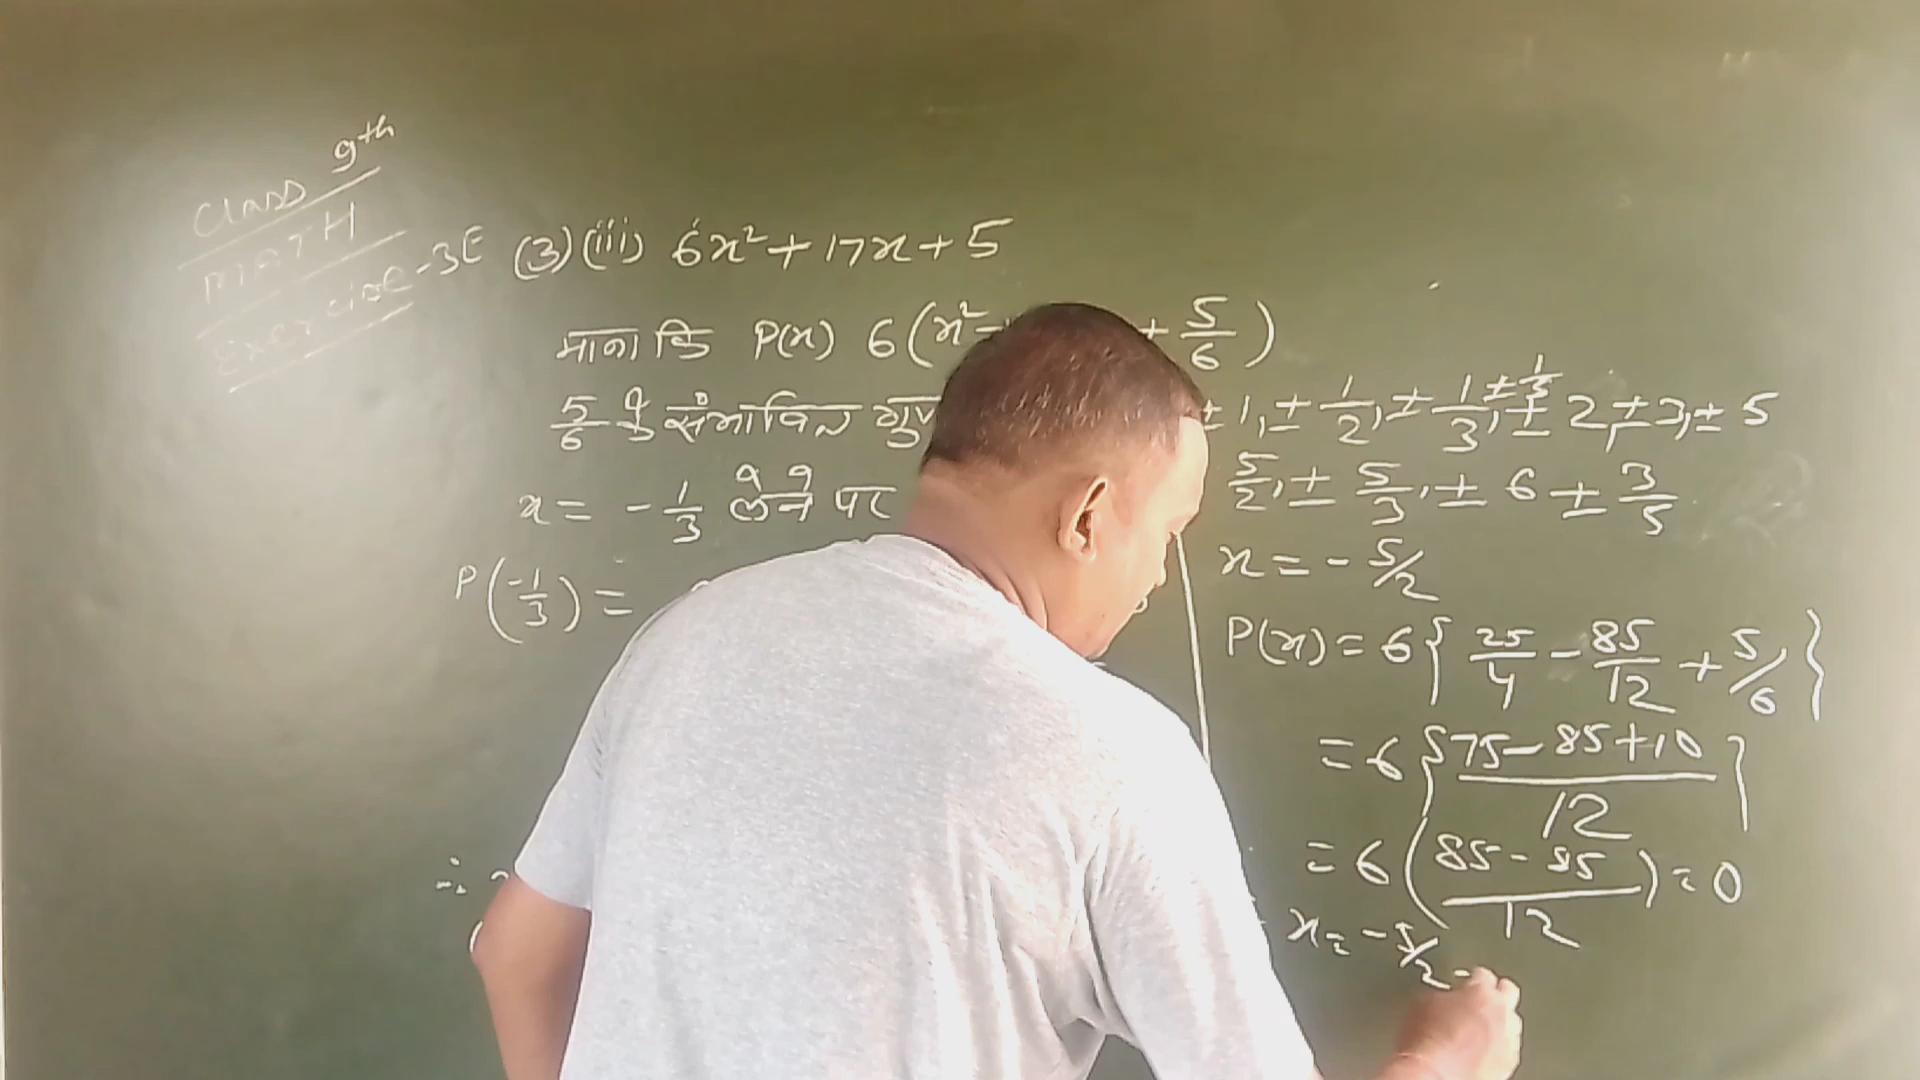 Class 9th
MATH
Exercise-3E
(3)(iii) 6x² + 17x + 5
माना कि P(x) 6(x² + 5/6)
5/6 के संभावित ± 1, ± 1/2, ± 1/3, ± 1/5 ± 2, ± 3, ± 5
5/2, ± 5/3, ± 6 ± 3/5
x = - 1/3 लेने पर
P(-1/3) =
x = - 5/2
P(x) = 6{25/4 - 85/12 + 5/6}
= 6{75 - 85 + 10 / 12}
= 6(85 - 85 / 12) = 0
x = - 5/2
∴